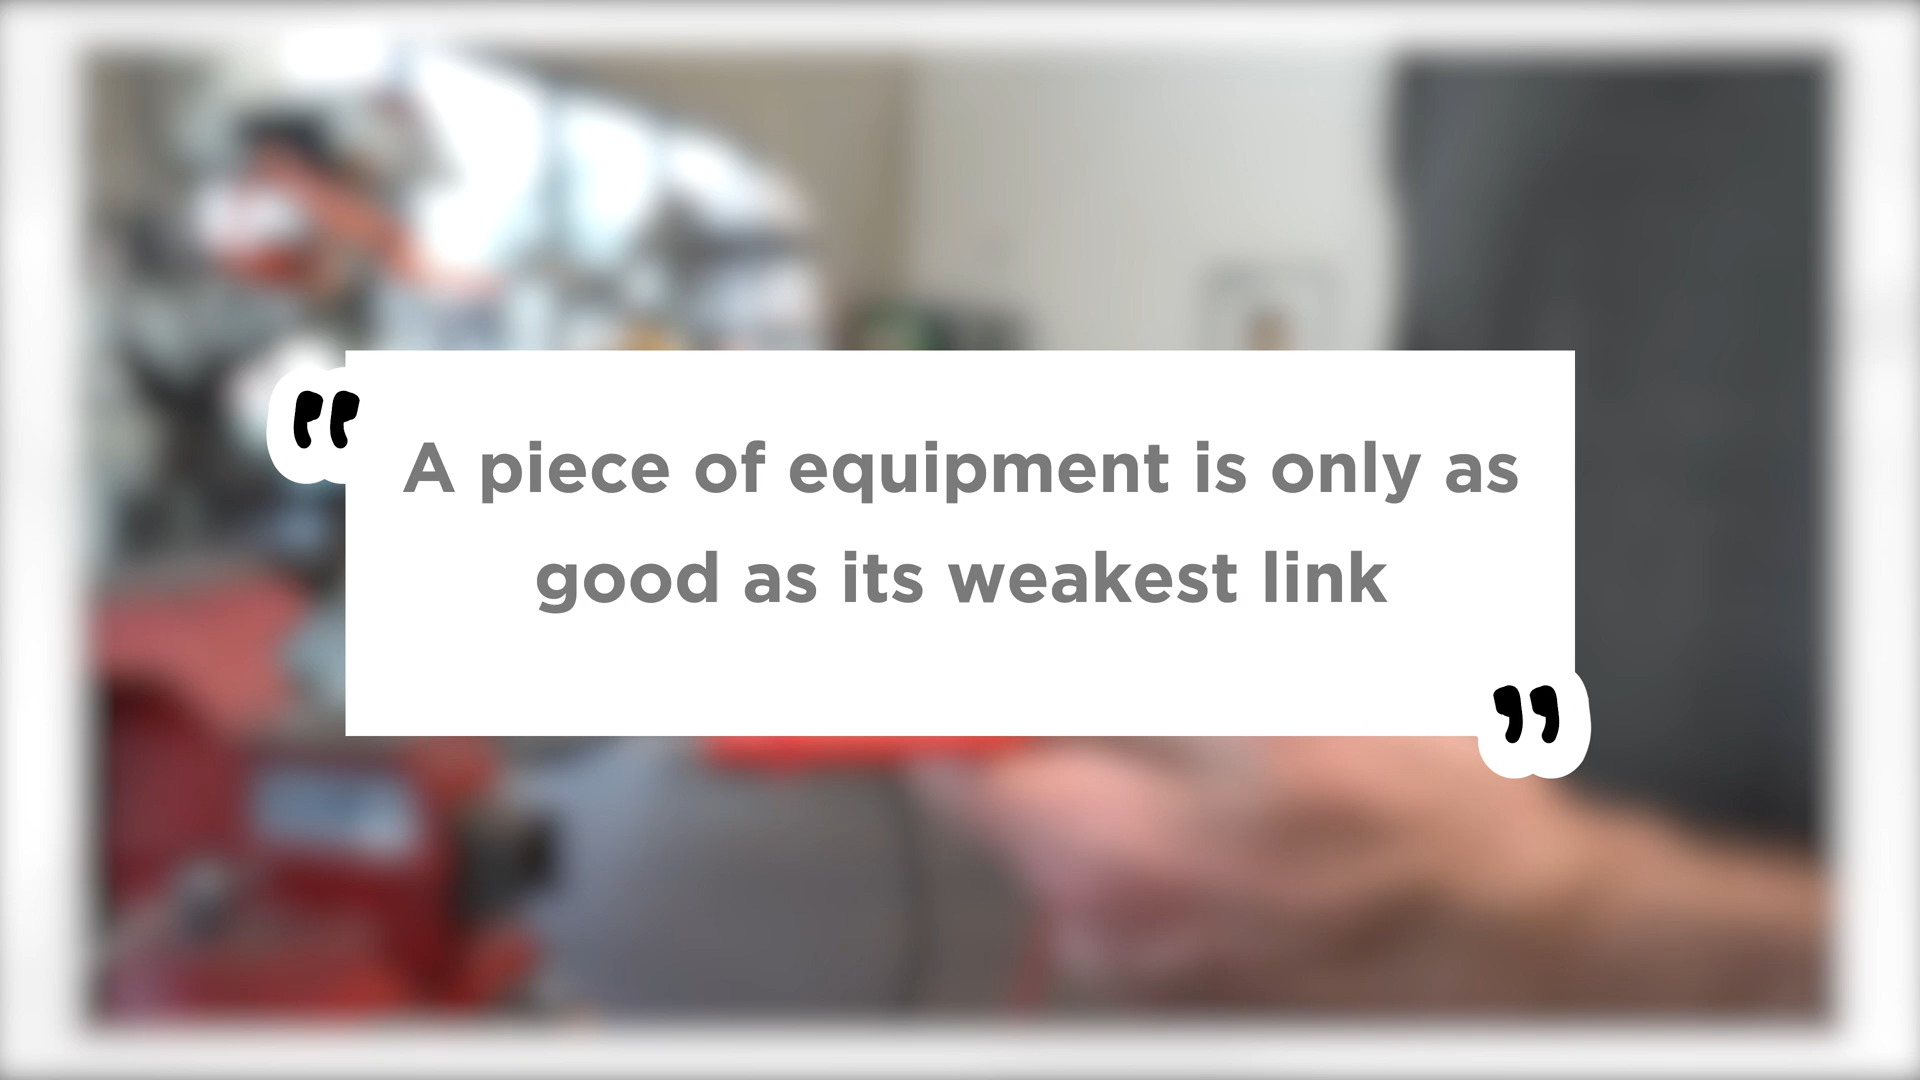 “A piece of equipment is only as
good as its weakest link”